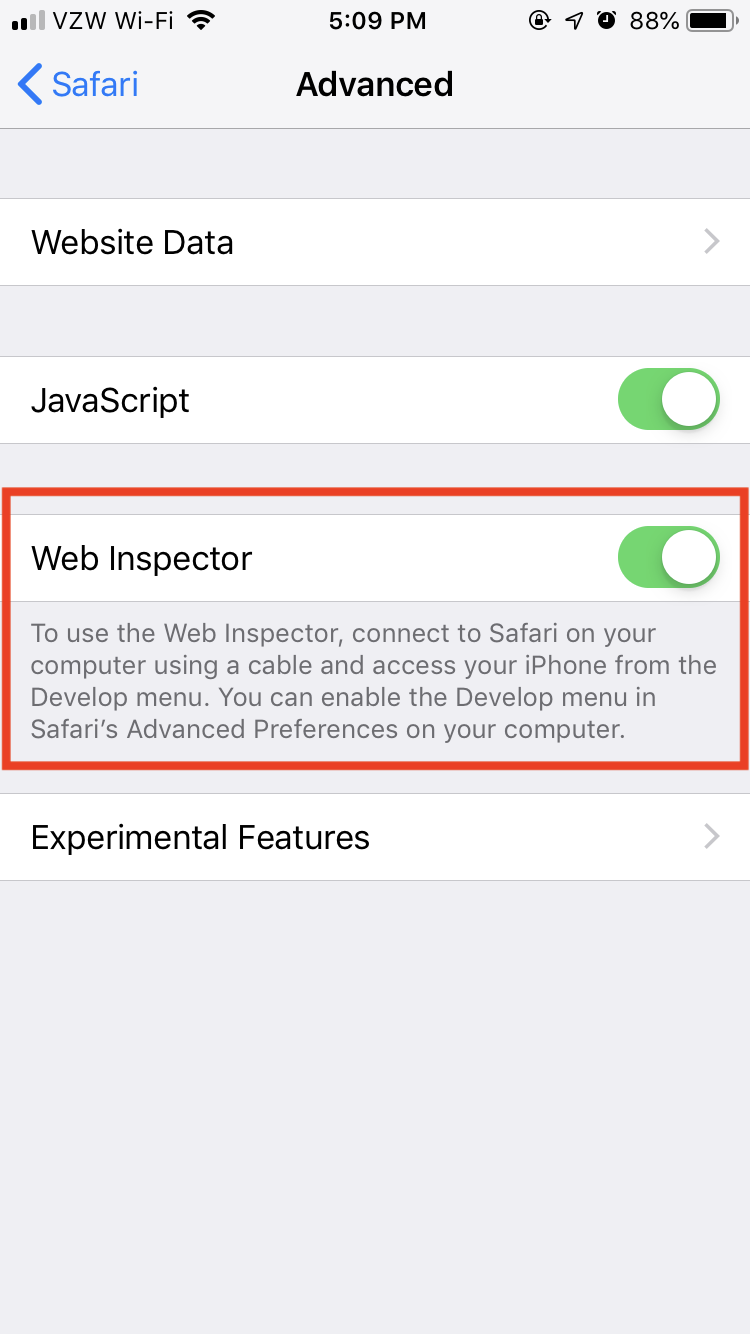 VZW Wi-Fi 5:09 PM 88%
Safari Advanced
Website Data
JavaScript
Web Inspector
To use the Web Inspector, connect to Safari on your
computer using a cable and access your iPhone from the
Develop menu. You can enable the Develop menu in
Safari’s Advanced Preferences on your computer.
Experimental Features